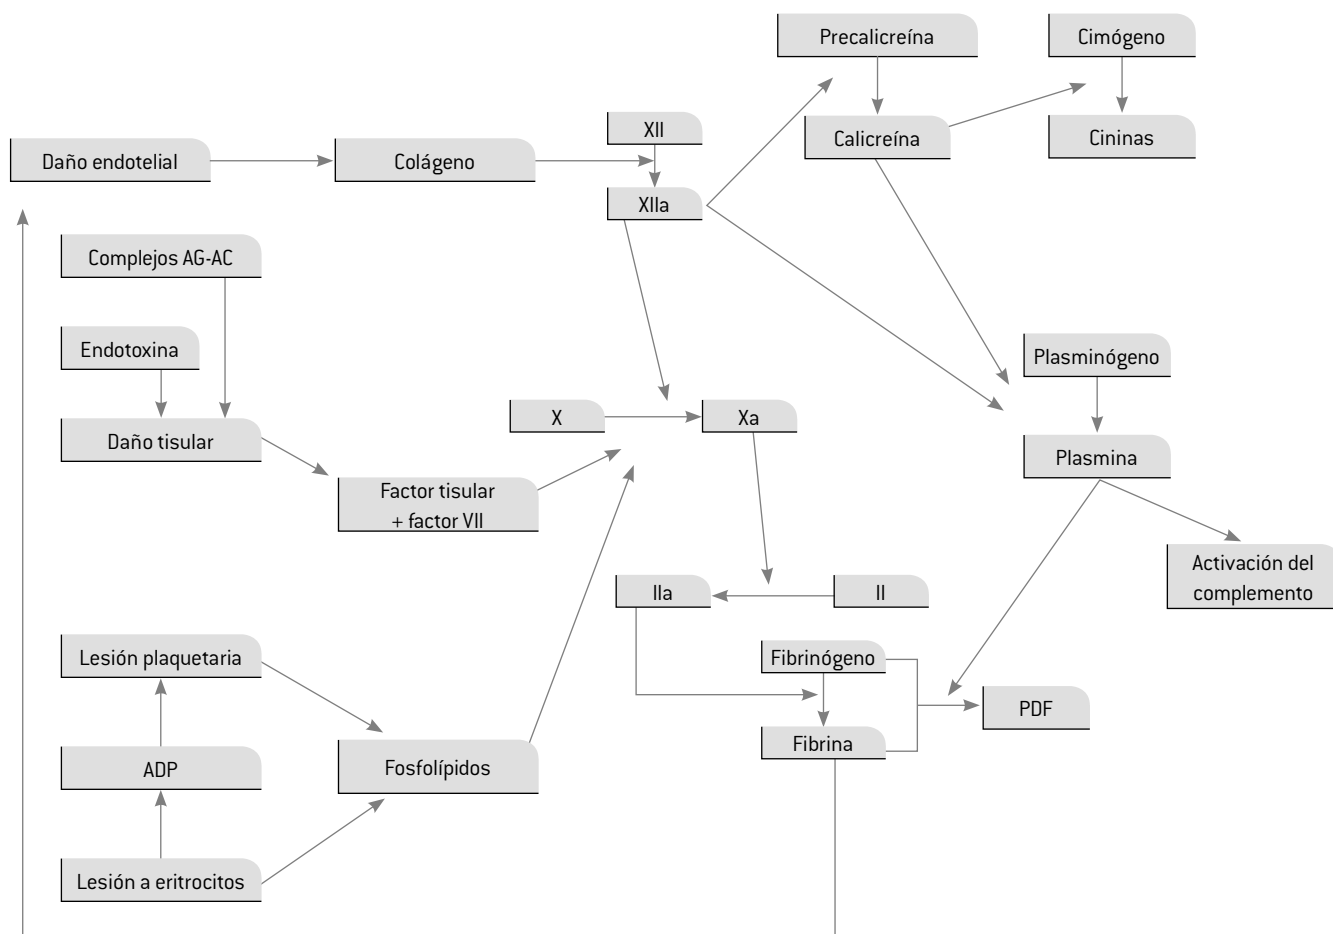 Precalicreína
Cimógeno
XII
Calicreína
Cininas
Daño endotelial
Colágeno
XIIa
Complejos AG-AC
Endotoxina
Plasminógeno
X
Xa
Daño tisular
Plasmina
Factor tisular
+ factor VII
Activación del
complemento
IIa
II
Lesión plaquetaria
Fibrinógeno
PDF
Fibrina
ADP
Fosfolípidos
Lesión a eritrocitos